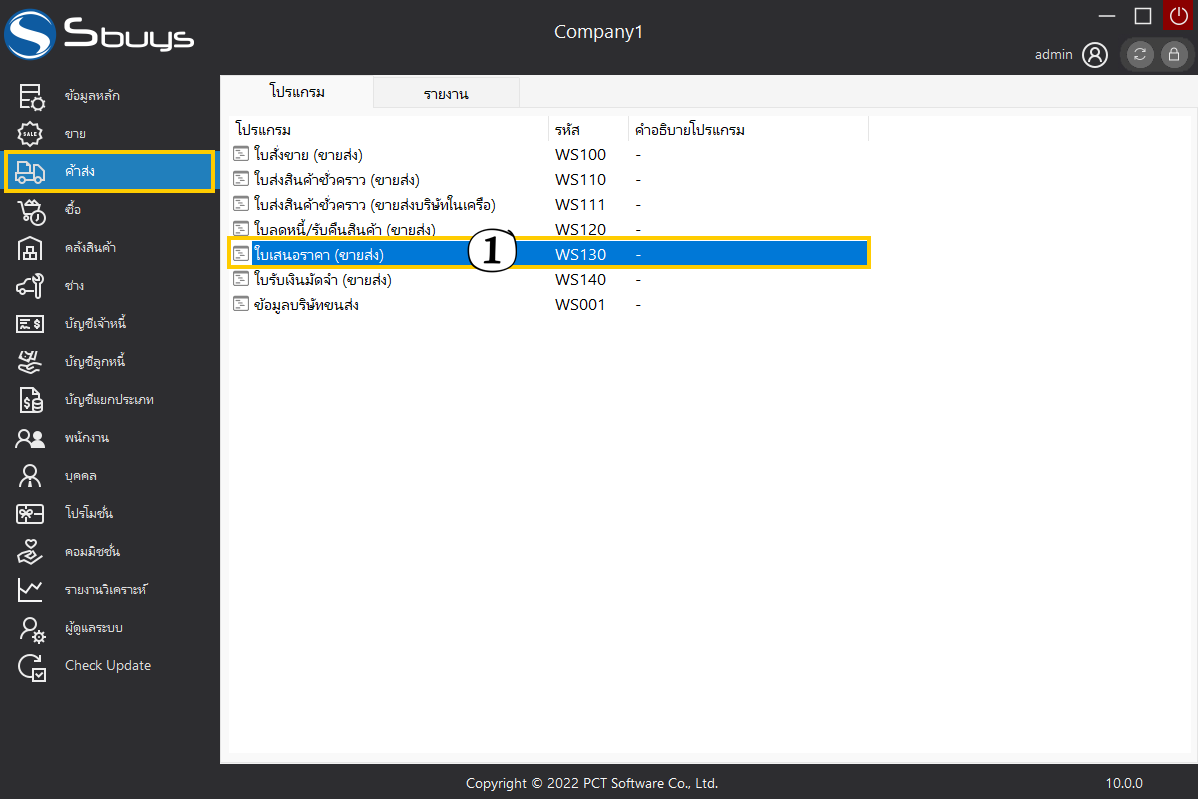 Sbuys
Company1
admin
ข้อมูลหลัก
ขาย
SALE
ค้าส่ง
ซื้อ
คลังสินค้า
ช่าง
บัญชีเจ้าหนี้
บัญชีลูกหนี้
บัญชีแยกประเภท
พนักงาน
บุคคล
โปรโมชั่น
คอมมิชชั่น
รายงานวิเคราะห์
ผู้ดูแลระบบ
Check Update
โปรแกรม รายงาน
โปรแกรม รหัส คำอธิบายโปรแกรม
ใบสั่งขาย (ขายส่ง) WS100 -
ใบส่งสินค้าชั่วคราว (ขายส่ง) WS110 -
ใบส่งสินค้าชั่วคราว (ขายส่งบริษัทในเครือ) WS111 -
ใบลดหนี้/รับคืนสินค้า (ขายส่ง) WS120 -
ใบเสนอราคา (ขายส่ง) 1 WS130 -
ใบรับเงินมัดจำ (ขายส่ง) WS140 -
ข้อมูลบริษัทขนส่ง WS001 -
Copyright © 2022 PCT Software Co., Ltd.
10.0.0